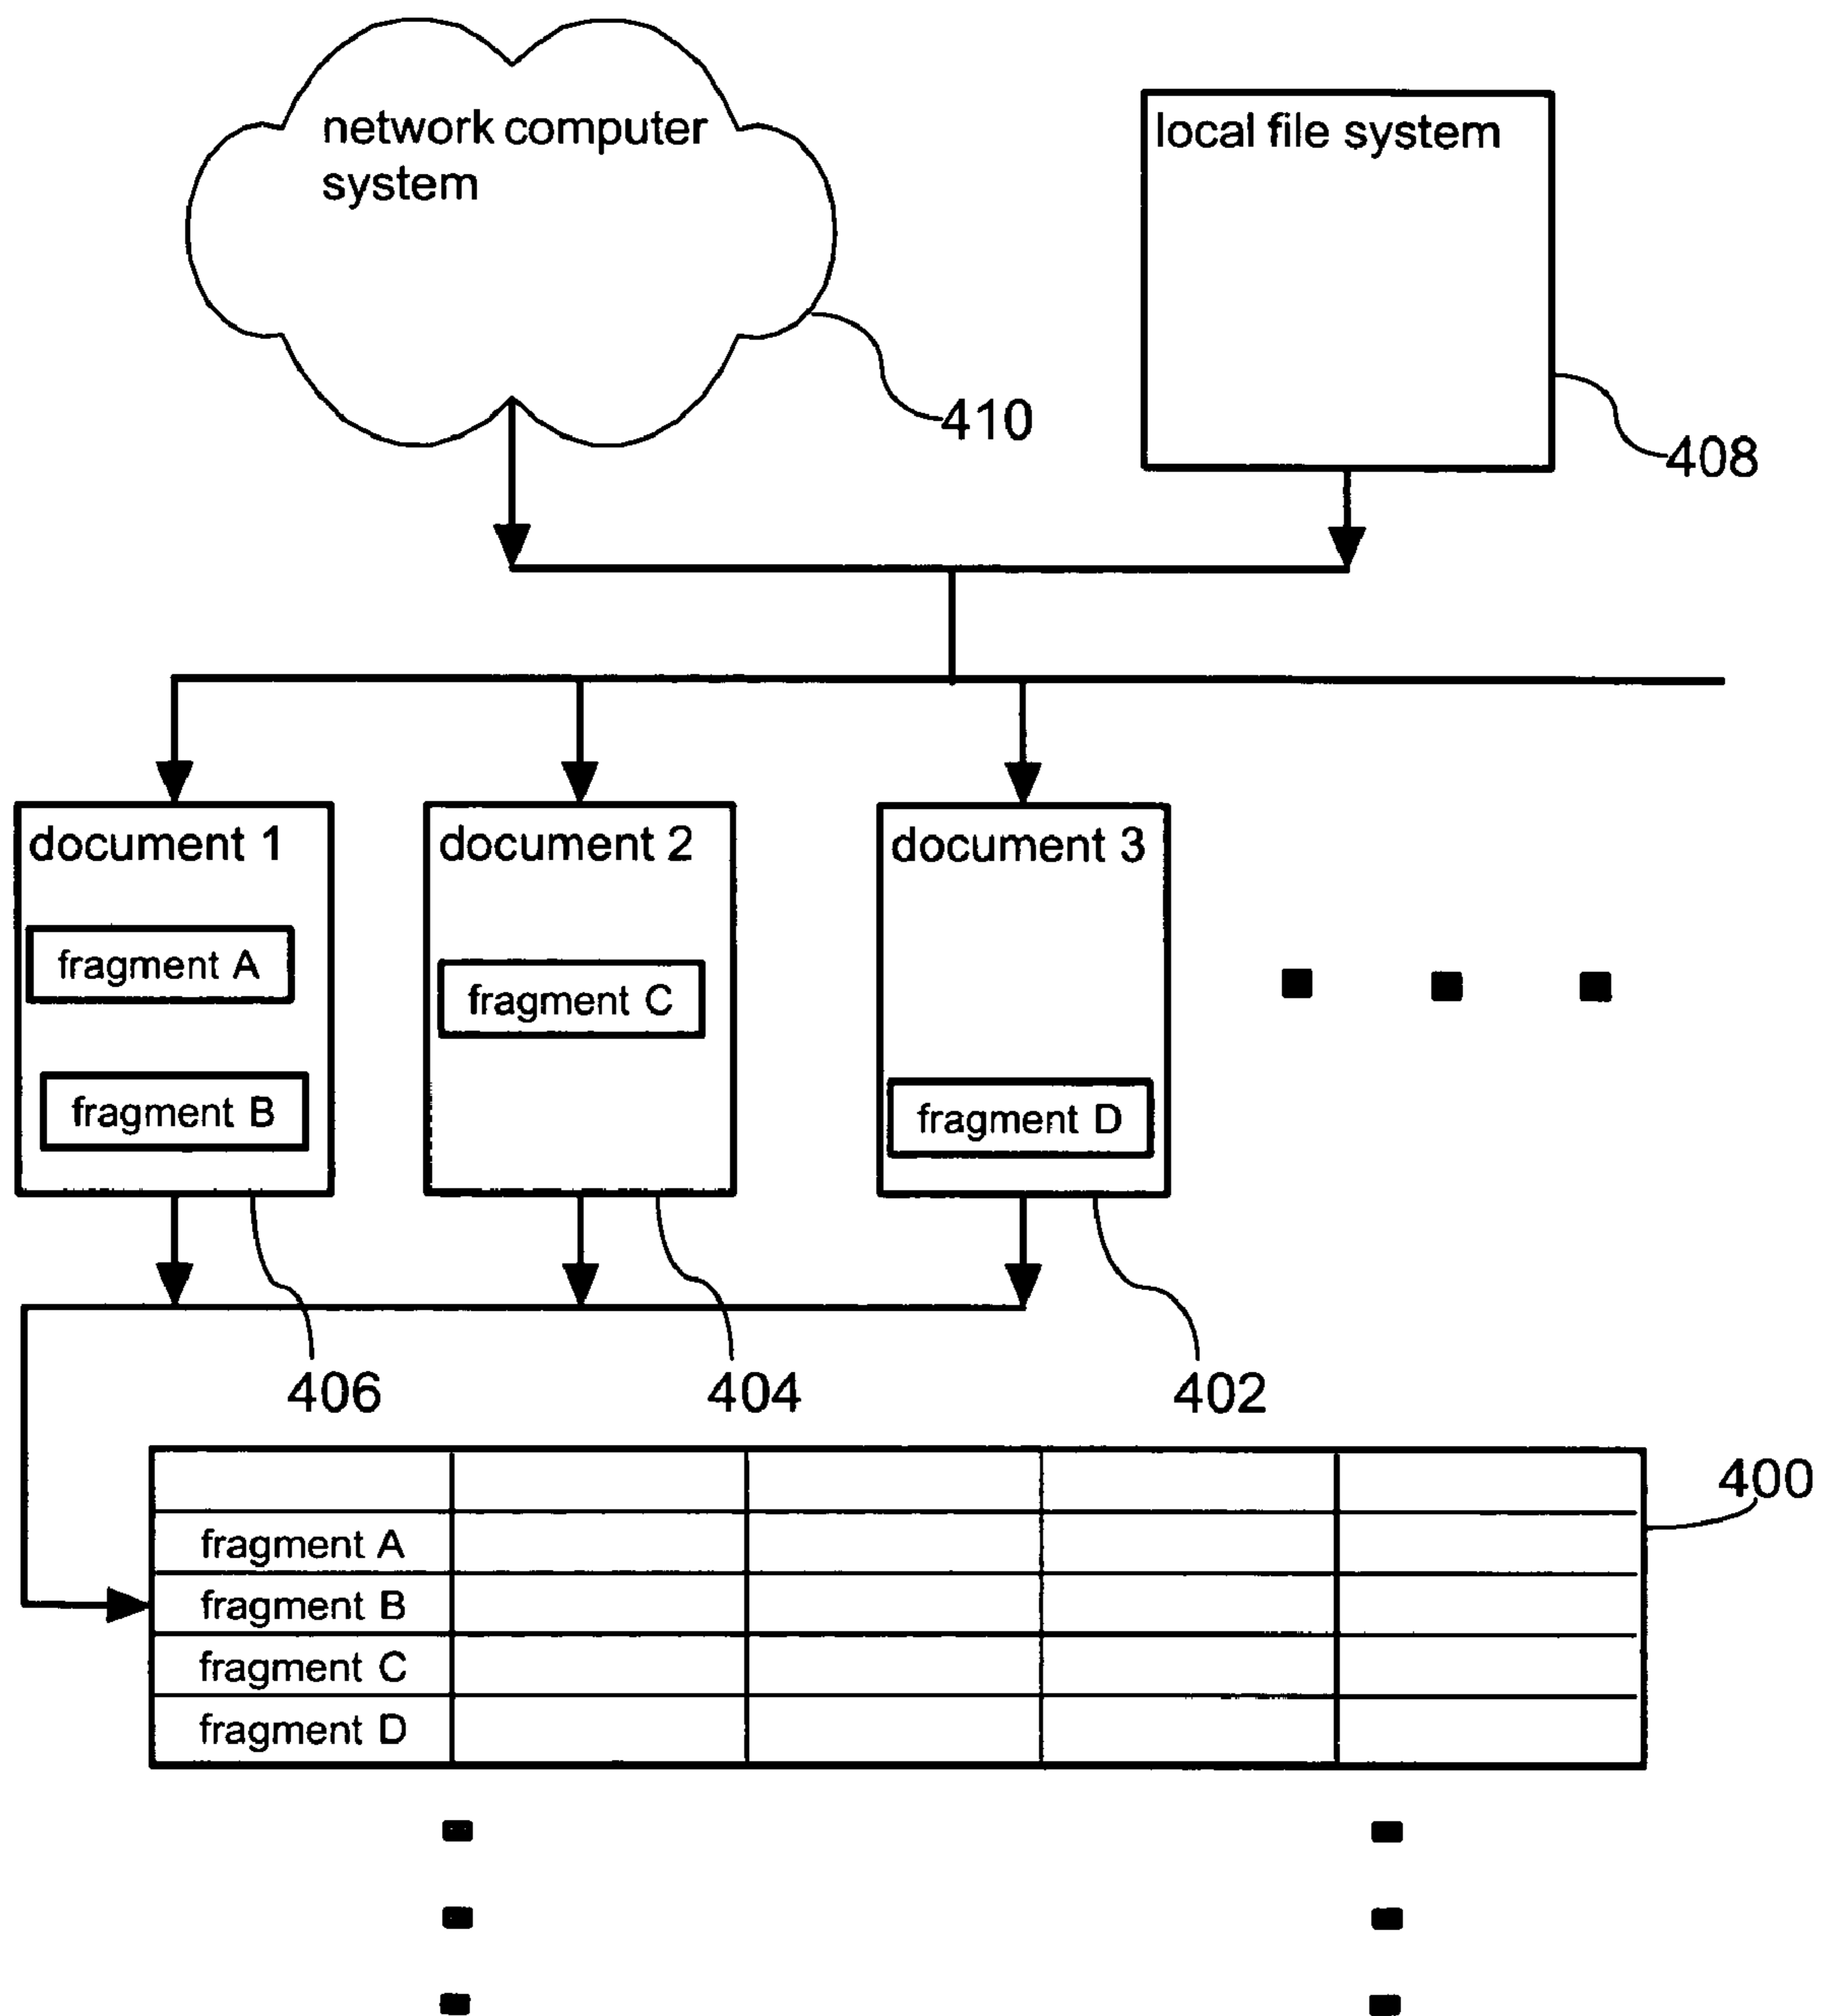 network computer
system
local file system
410
408
document 1
document 2
document 3
fragment A
fragment C
fragment B
fragment D
406
404
402
400
fragment A
fragment B
fragment C
fragment D